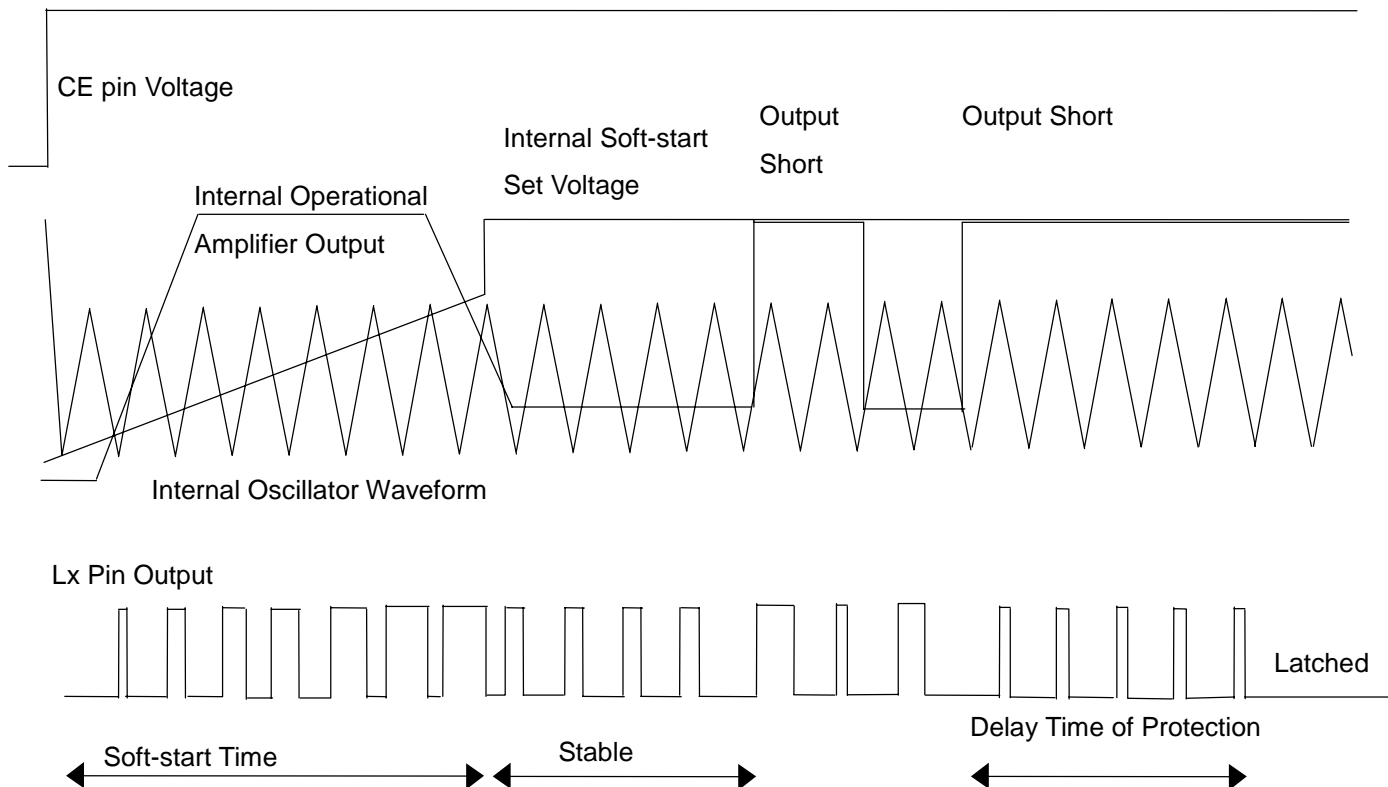 CE pin Voltage
Internal Soft-start
Set Voltage
Output
Short
Output Short
Internal Operational
Amplifier Output
Internal Oscillator Waveform
Lx Pin Output
Latched
Soft-start Time
Stable
Delay Time of Protection